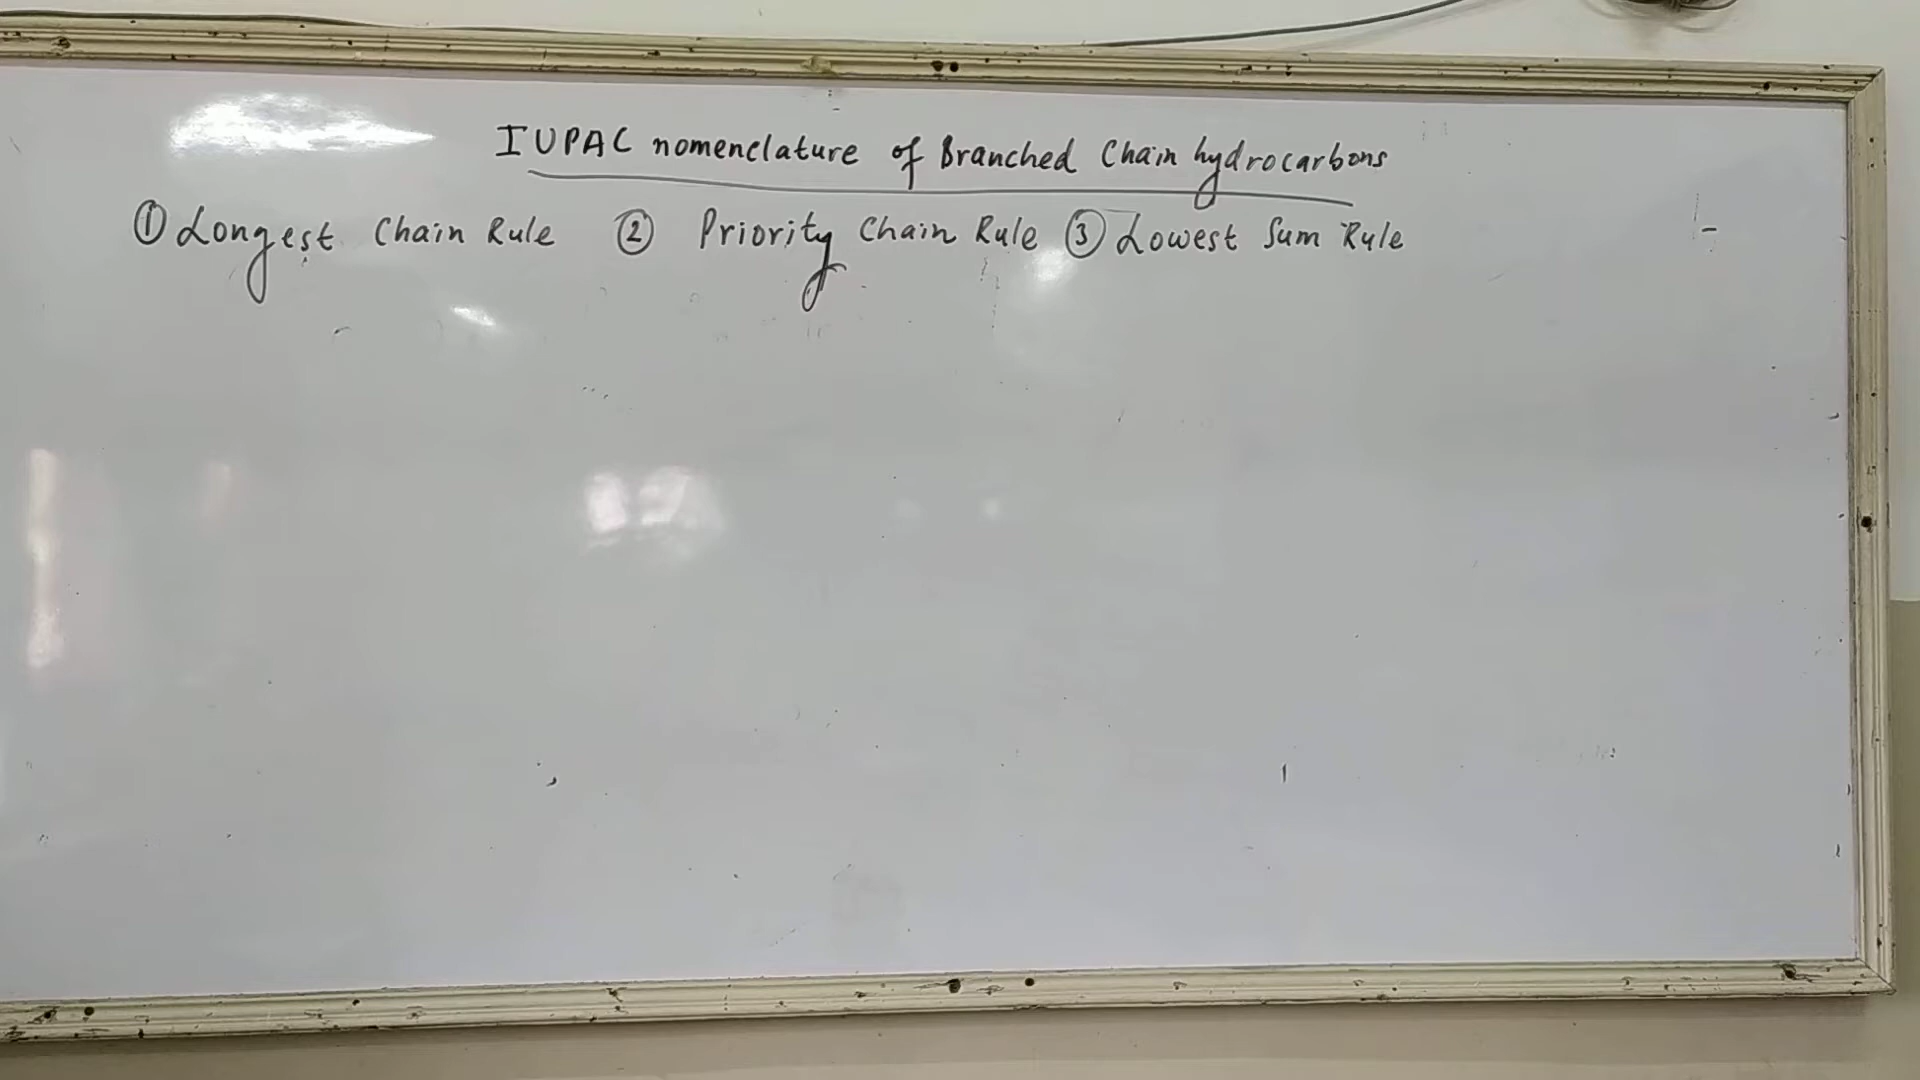 IUPAC nomenclature of Branched Chain hydrocarbons
① Longest Chain Rule ② Priority Chain Rule ③ Lowest Sum Rule